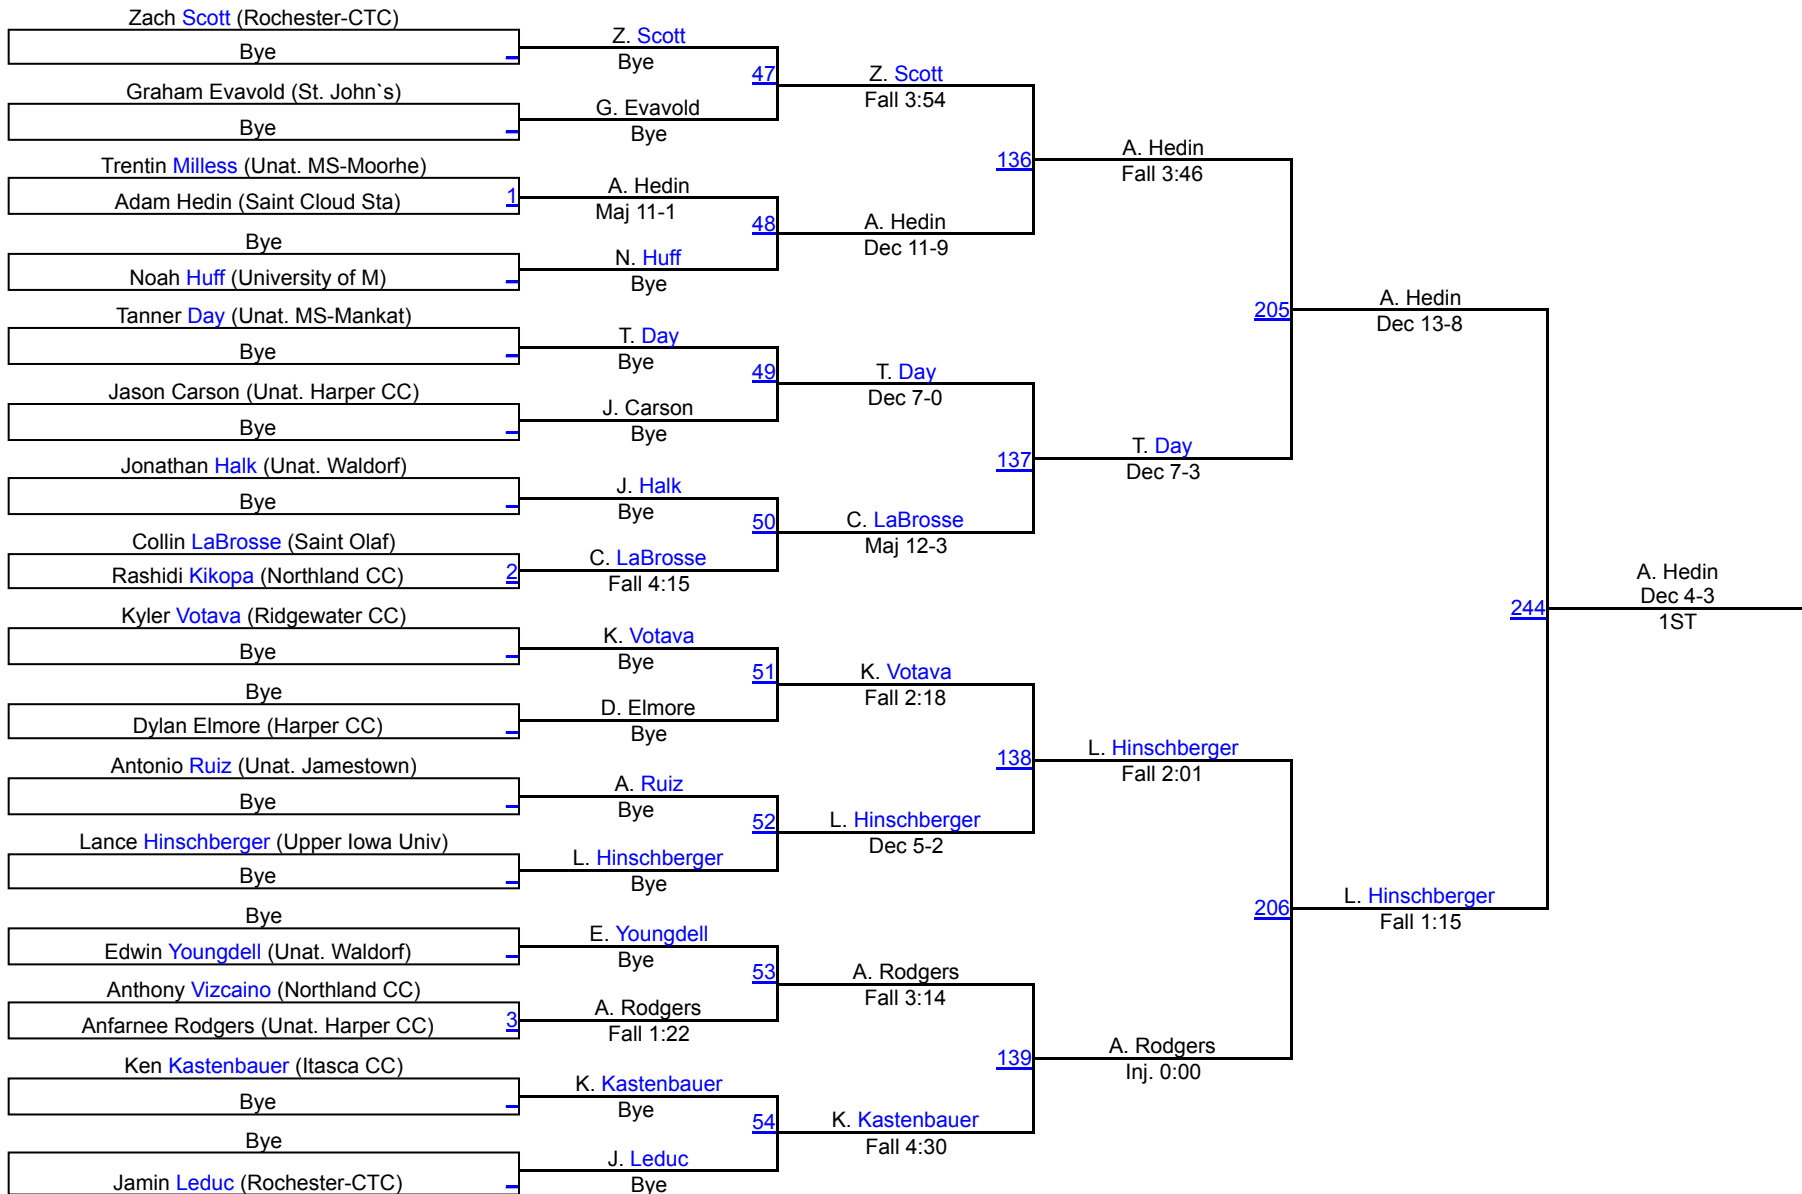 Zach Scott (Rochester-CTC)
Bye
Graham Evavold (St. John`s)
Bye
Trentin Milless (Unat. MS-Moorhe)
Adam Hedin (Saint Cloud Sta)
1
Bye
Noah Huff (University of M)
Tanner Day (Unat. MS-Mankat)
Bye
Jason Carson (Unat. Harper CC)
Bye
Jonathan Halk (Unat. Waldorf)
Bye
Collin LaBrosse (Saint Olaf)
Rashidi Kikopa (Northland CC)
2
Kyler Votava (Ridgewater CC)
Bye
Bye
Dylan Elmore (Harper CC)
Antonio Ruiz (Unat. Jamestown)
Bye
Lance Hinschberger (Upper Iowa Univ)
Bye
Bye
Edwin Youngdell (Unat. Waldorf)
Anthony Vizcaino (Northland CC)
Anfarnee Rodgers (Unat. Harper CC)
3
Ken Kastenbauer (Itasca CC)
Bye
Bye
Jamin Leduc (Rochester-CTC)
Z. Scott
Bye
47
G. Evavold
Bye
A. Hedin
Maj 11-1
48
N. Huff
Bye
T. Day
Bye
49
J. Carson
Bye
J. Halk
Bye
50
C. LaBrosse
Fall 4:15
K. Votava
Bye
51
D. Elmore
Bye
A. Ruiz
Bye
52
L. Hinschberger
Bye
E. Youngdell
Bye
53
A. Rodgers
Fall 1:22
K. Kastenbauer
Bye
54
J. Leduc
Bye
Z. Scott
Fall 3:54
136
A. Hedin
Dec 11-9
T. Day
Dec 7-0
137
C. LaBrosse
Maj 12-3
K. Votava
Fall 2:18
138
L. Hinschberger
Dec 5-2
A. Rodgers
Fall 3:14
139
K. Kastenbauer
Fall 4:30
A. Hedin
Fall 3:46
205
T. Day
Dec 7-3
L. Hinschberger
Fall 2:01
206
A. Rodgers
Inj. 0:00
A. Hedin
Dec 13-8
244
L. Hinschberger
Fall 1:15
A. Hedin
Dec 4-3
1ST